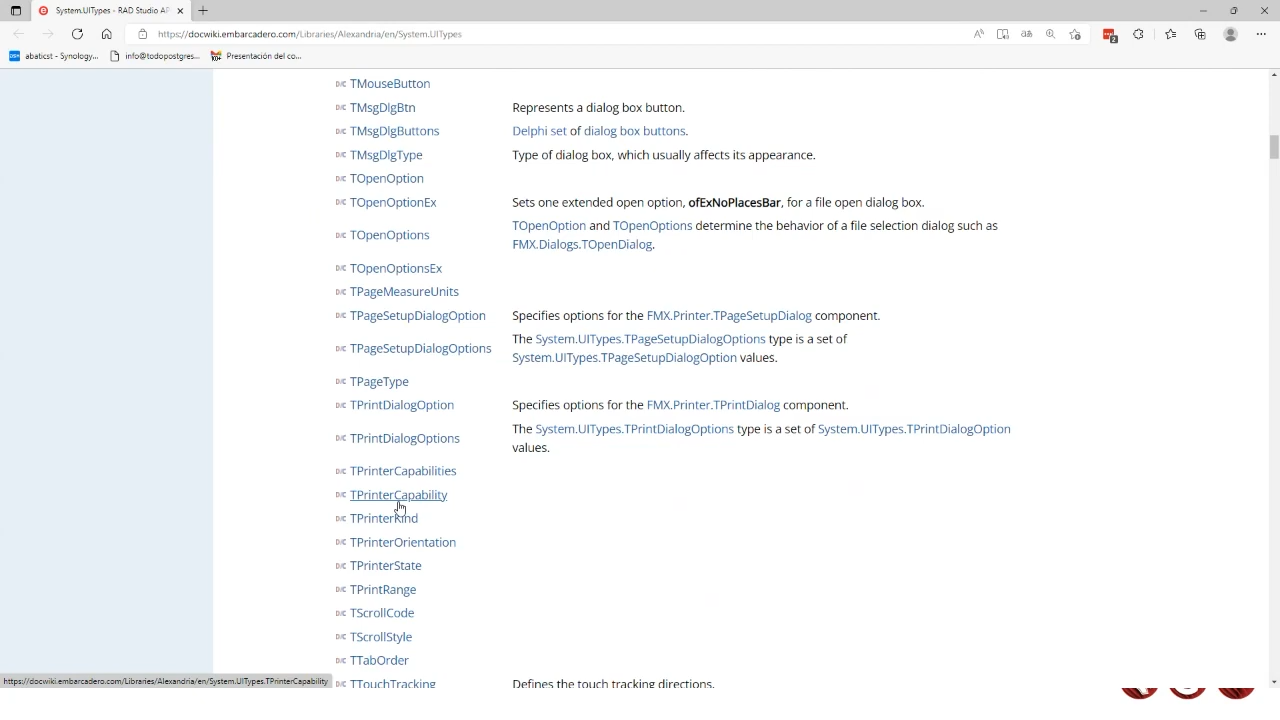 System.UITypes - RAD Studio AP
https://docwiki.embarcadero.com/Libraries/Alexandria/en/System.UITypes
abaticst - Synology...
info@todopostgres...
Presentación del co...
TMouseButton
TMsgDlgBtn Represents a dialog box button.
TMsgDlgButtons Delphi set of dialog box buttons.
TMsgDlgType Type of dialog box, which usually affects its appearance.
TOpenOption
TOpenOptionEx Sets one extended open option, ofExNoPlacesBar, for a file open dialog box.
TOpenOptions TOpenOption and TOpenOptions determine the behavior of a file selection dialog such as
FMX.Dialogs.TOpenDialog.
TOpenOptionsEx
TPageMeasureUnits
TPageSetupDialogOption Specifies options for the FMX.Printer.TPageSetupDialog component.
TPageSetupDialogOptions The System.UITypes.TPageSetupDialogOptions type is a set of
System.UITypes.TPageSetupDialogOption values.
TPageType
TPrintDialogOption Specifies options for the FMX.Printer.TPrintDialog component.
TPrintDialogOptions The System.UITypes.TPrintDialogOptions type is a set of System.UITypes.TPrintDialogOption
values.
TPrinterCapabilities
TPrinterCapability
TPrinterKind
TPrinterOrientation
TPrinterState
TPrintRange
TScrollCode
TScrollStyle
TTabOrder
TTouchTracking Defines the touch tracking directions.
https://docwiki.embarcadero.com/Libraries/Alexandria/en/System.UITypes.TPrinterCapability